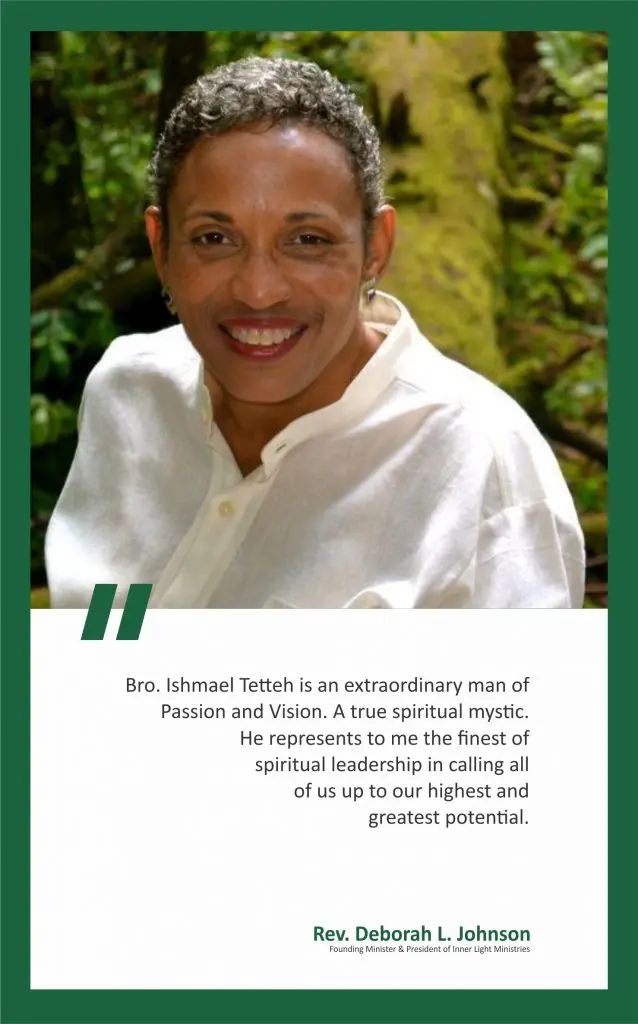 Bro. Ishmael Tetteh is an extraordinary man of
Passion and Vision. A true spiritual mystic.
He represents to me the finest of
spiritual leadership in calling all
of us up to our highest and
greatest potential.
Rev. Deborah L. Johnson
Founding Minister & President of Inner Light Ministries